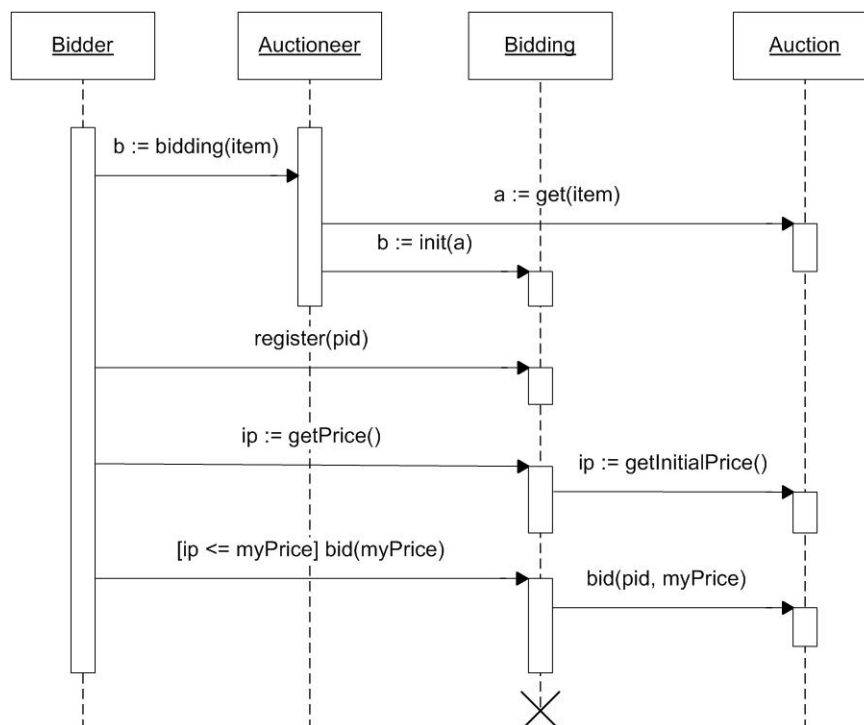 Bidder
Auctioneer
Bidding
Auction
b := bidding(item)
a := get(item)
b := init(a)
register(pid)
ip := getPrice()
ip := getInitialPrice()
[ip <= myPrice] bid(myPrice)
bid(pid, myPrice)